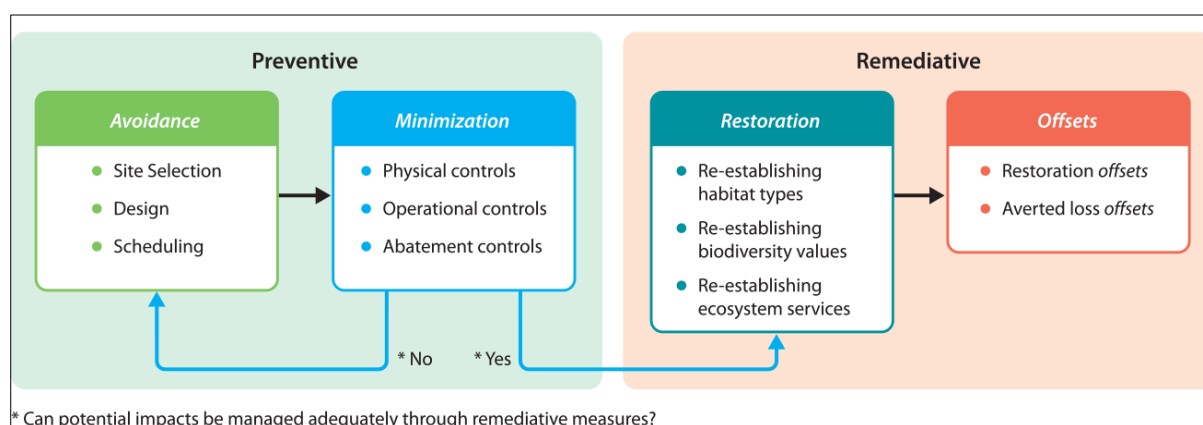 Preventive
Remediative
Avoidance
Site Selection
Design
Scheduling
Minimization
Physical controls
Operational controls
Abatement controls
Restoration
Re-establishing
habitat types
Re-establishing
biodiversity values
Re-establishing
ecosystem services
Offsets
Restoration offsets
Averted loss offsets
* No
* Yes
* Can potential impacts be managed adequately through remediative measures?